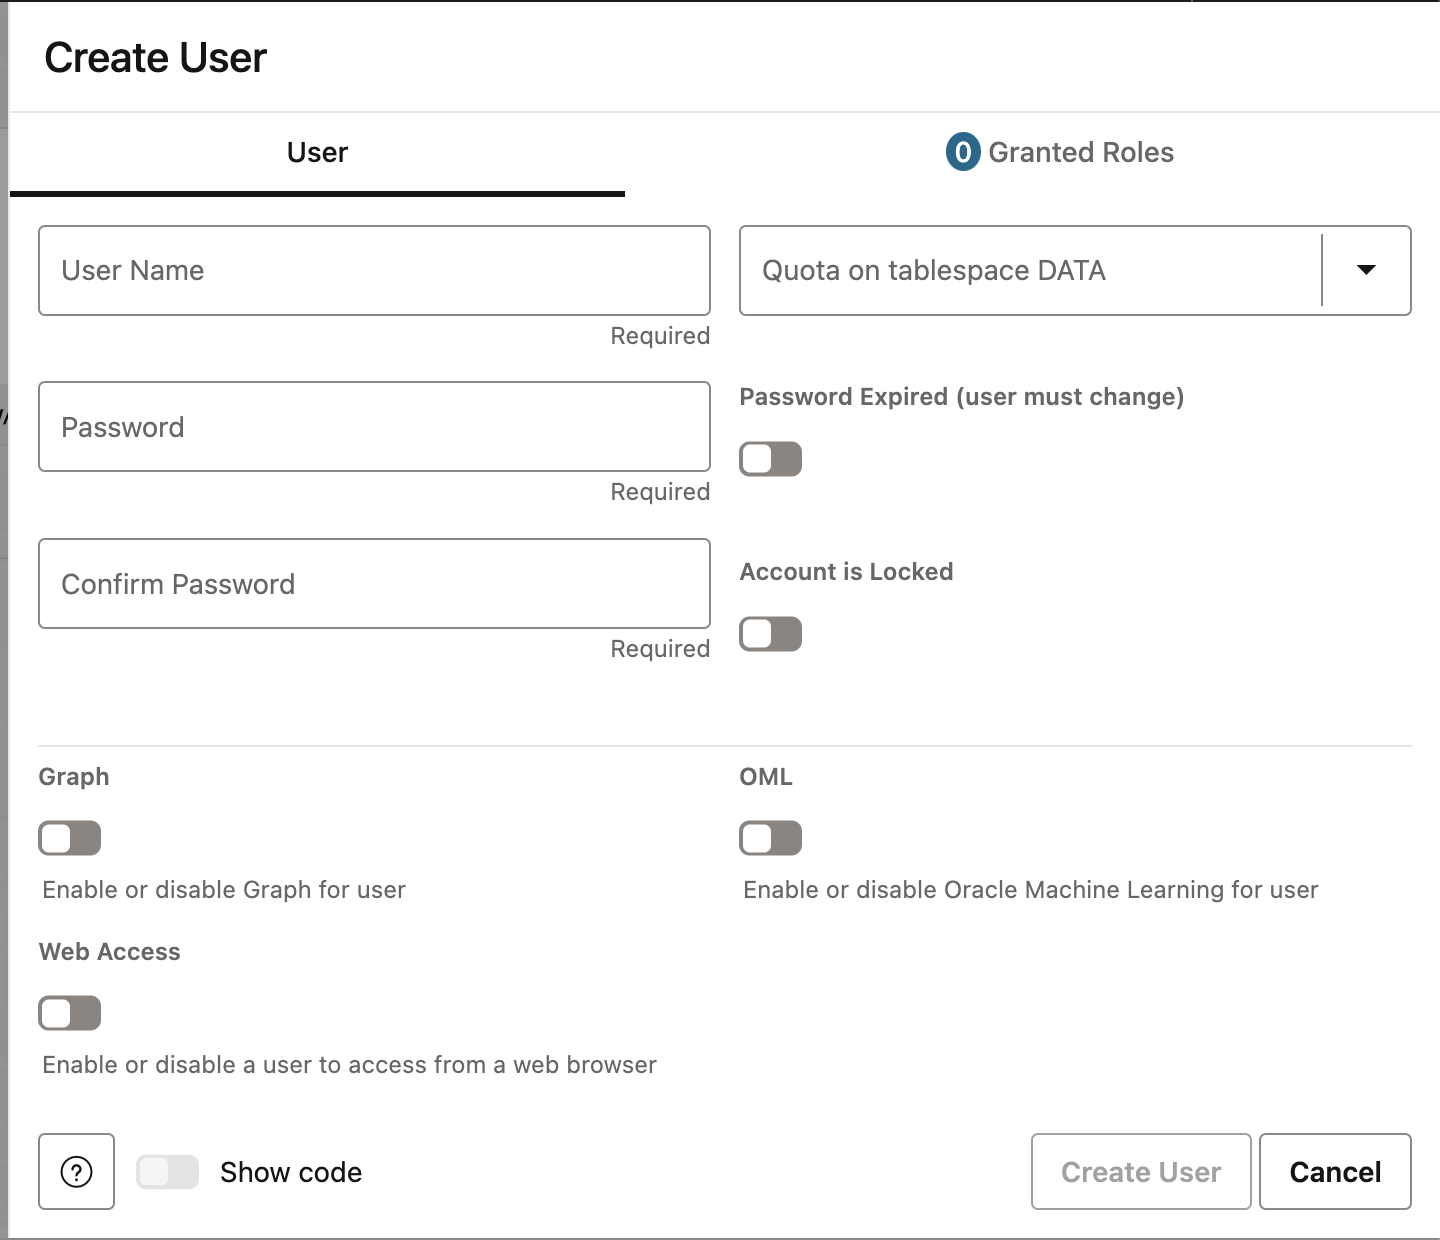 Create User
User
0 Granted Roles
User Name
Required
Quota on tablespace DATA
Password
Required
Password Expired (user must change)
Confirm Password
Required
Account is Locked
Graph
Enable or disable Graph for user
OML
Enable or disable Oracle Machine Learning for user
Web Access
Enable or disable a user to access from a web browser
?
Show code
Create User
Cancel